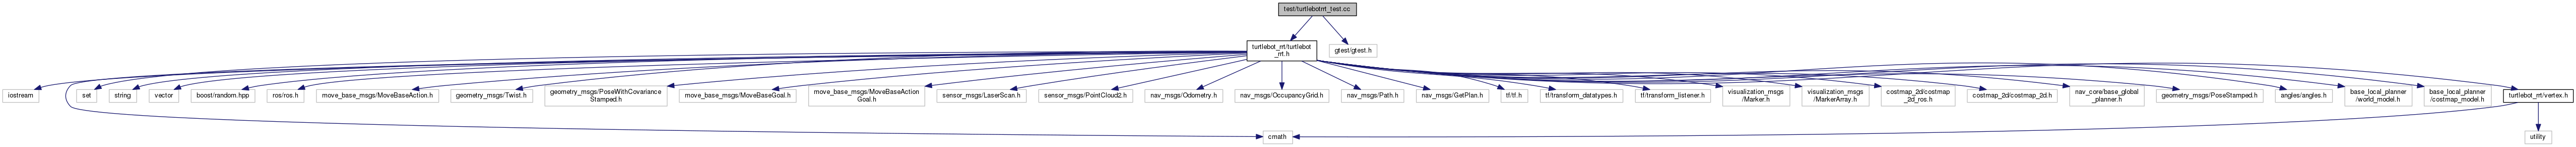 test/turtlebotrrt_test.cc
turtlebot_rrt/turtlebot
_rrt.h
gtest/gtest.h
iostream
set
string
vector
boost/random.hpp
ros/ros.h
move_base_msgs/MoveBaseAction.h
geometry_msgs/Twist.h
geometry_msgs/PoseWithCovariance
Stamped.h
move_base_msgs/MoveBaseGoal.h
move_base_msgs/MoveBaseAction
Goal.h
sensor_msgs/LaserScan.h
sensor_msgs/PointCloud2.h
nav_msgs/Odometry.h
nav_msgs/OccupancyGrid.h
nav_msgs/Path.h
nav_msgs/GetPlan.h
tf/tf.h
tf/transform_datatypes.h
tf/transform_listener.h
visualization_msgs
/Marker.h
visualization_msgs
/MarkerArray.h
costmap_2d/costmap
_2d_ros.h
costmap_2d/costmap_2d.h
nav_core/base_global
_planner.h
geometry_msgs/PoseStamped.h
angles/angles.h
base_local_planner
/world_model.h
base_local_planner
/costmap_model.h
turtlebot_rrt/vertex.h
cmath
utility